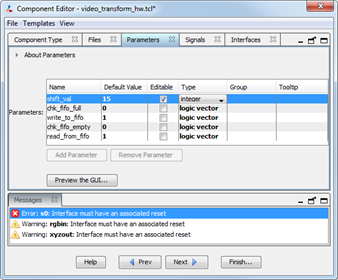 Component Editor - video_transform_hw.tcl*
File Templates View
Component Type Files Parameters Signals Interfaces
About Parameters
Name Default Value Editable Type Group Tooltip
Parameters:
shift_val 15 integer
chk_fifo_full 0 logic vector
write_to_fifo 1 logic vector
chk_fifo_empty 0 logic vector
read_from_fifo 1 logic vector
Add Parameter Remove Parameter
Preview the GUI...
Messages
Error: s0: Interface must have an associated reset
Warning: rgbin: Interface must have an associated reset
Warning: xyzout: Interface must have an associated reset
Help Prev Next Finish...